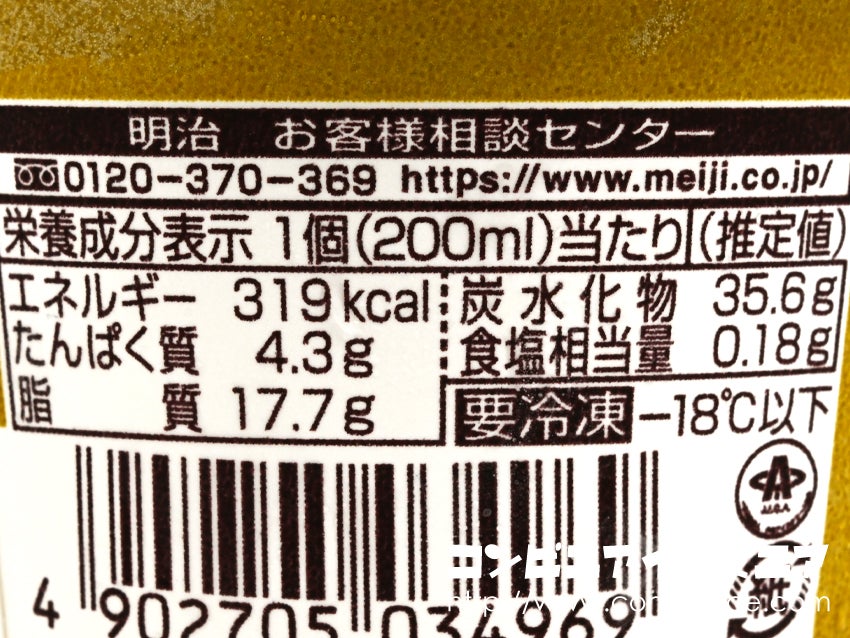 明治 お客様相談センター
0120-370-369 https://www.meiji.co.jp/
栄養成分表示 1個(200ml)当たり (推定値)
エネルギー 319kcal 炭水化物 35.6g
たんぱく質 4.3g 食塩相当量 0.18g
脂質 17.7g 要冷凍 -18℃以下
4 902705 034969